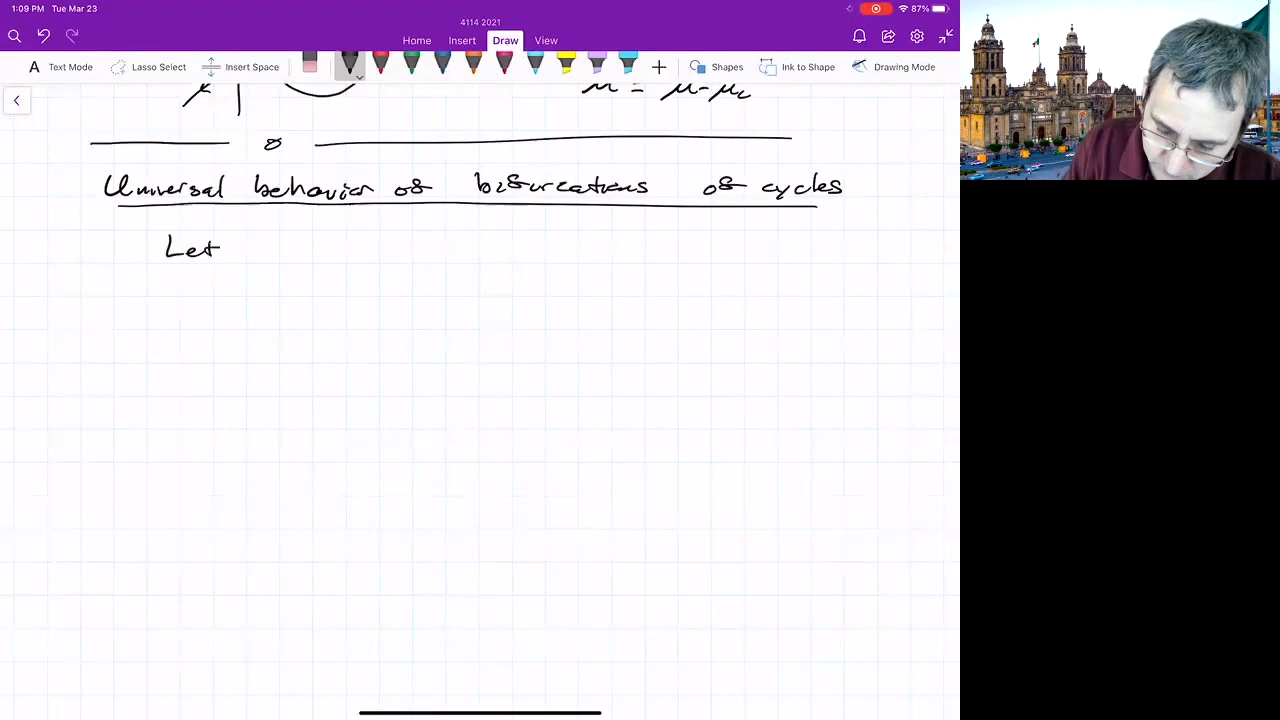 1:09 PM Tue Mar 23
87%
4114 2021
Home Insert Draw View
A Text Mode Lasso Select Insert Space Shapes Ink to Shape Drawing Mode
μ = μ - μc
Universal behavior of bifurcations of cycles
Let